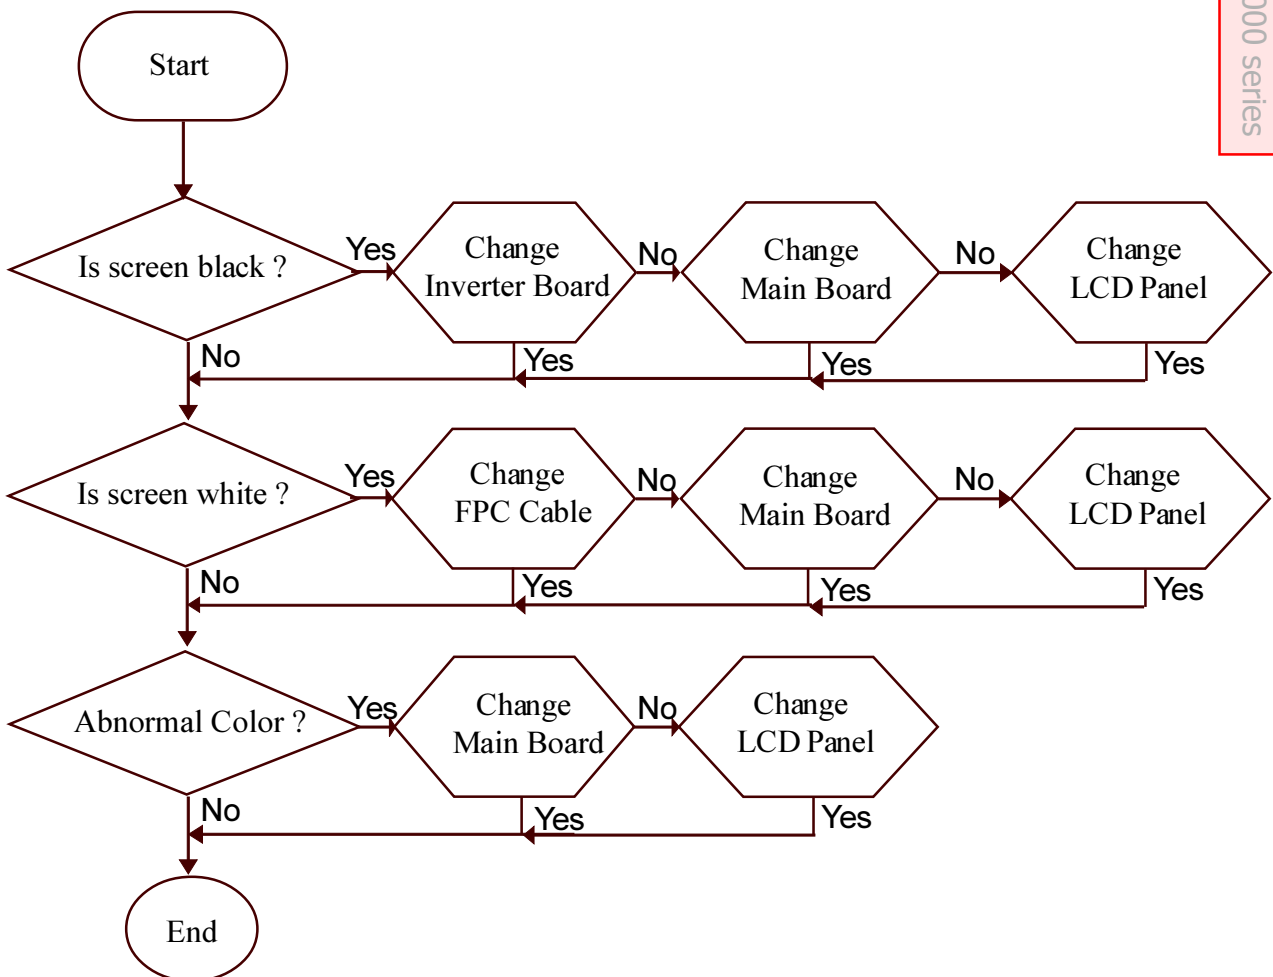 000 series
Start
Is screen black ?
Yes
Change
Inverter Board
No
Change
Main Board
No
Change
LCD Panel
No
Yes
Yes
Yes
Is screen white ?
Yes
Change
FPC Cable
No
Change
Main Board
No
Change
LCD Panel
No
Yes
Yes
Yes
Abnormal Color ?
Yes
Change
Main Board
No
Change
LCD Panel
No
Yes
Yes
End